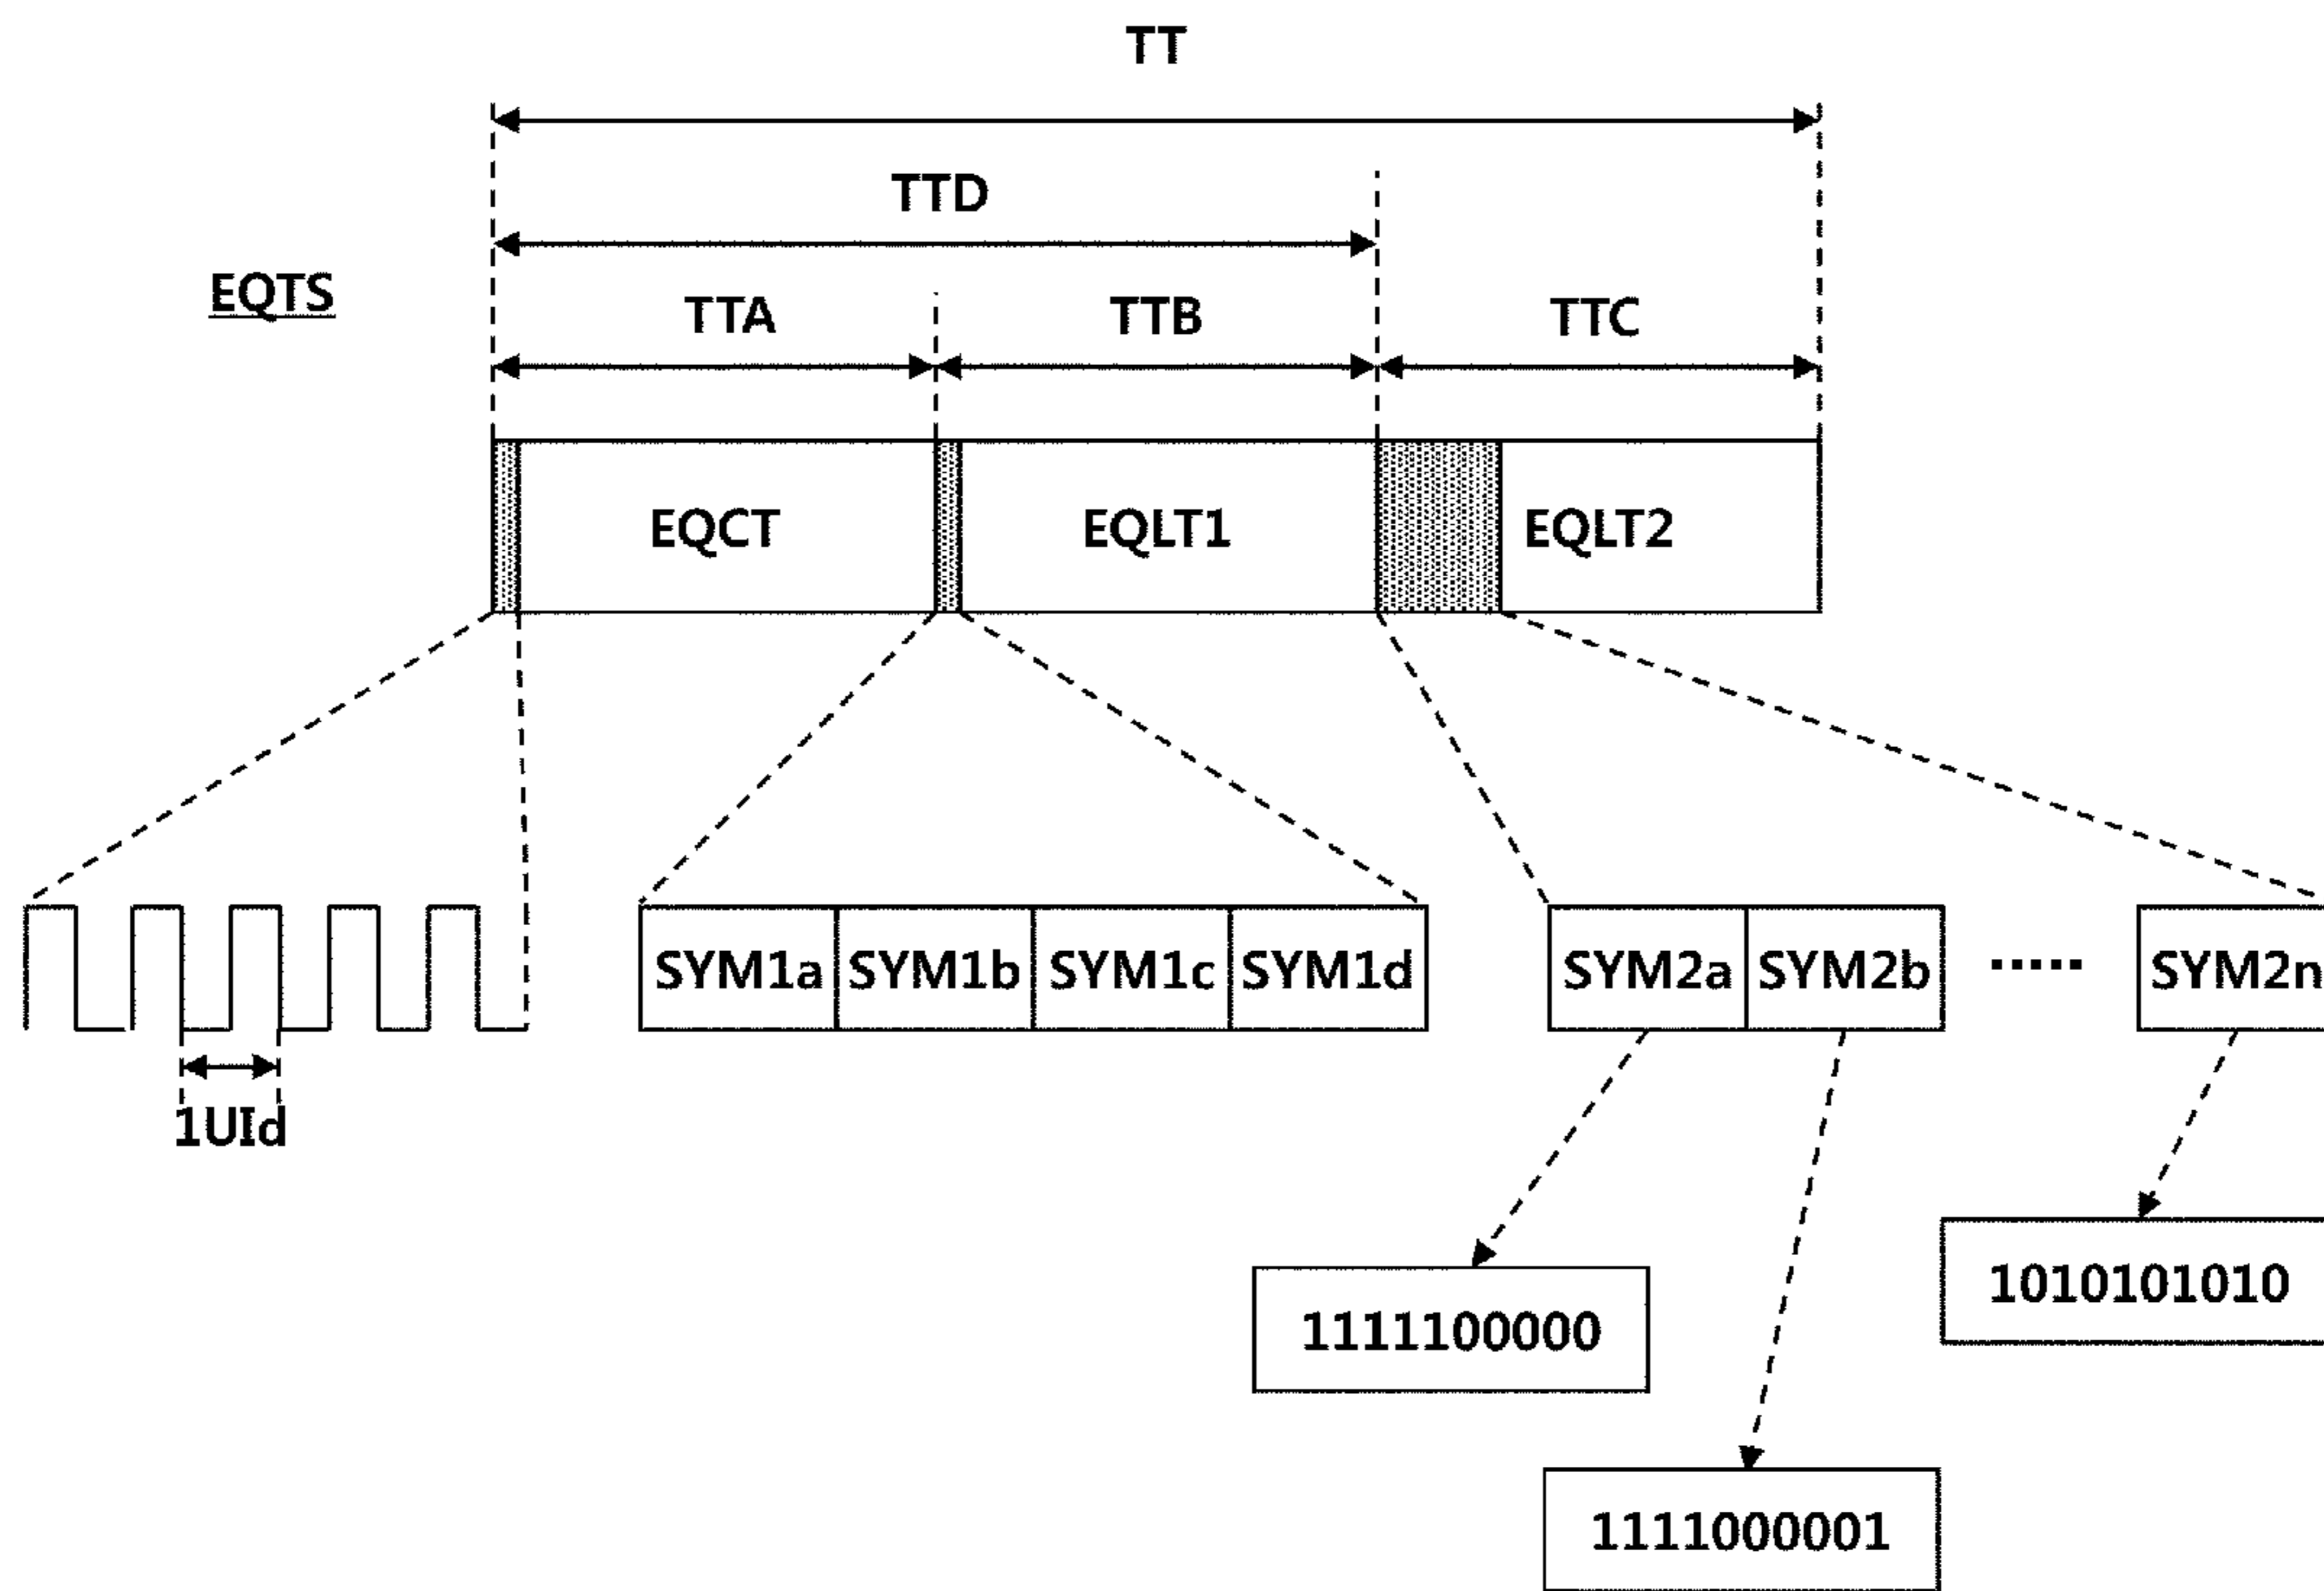 TT
TTD
EQTS
TTA TTB TTC
EQCT EQLT1 EQLT2
SYM1a SYM1b SYM1c SYM1d SYM2a SYM2b ····· SYM2n
1UId
1010101010
1111100000
1111000001